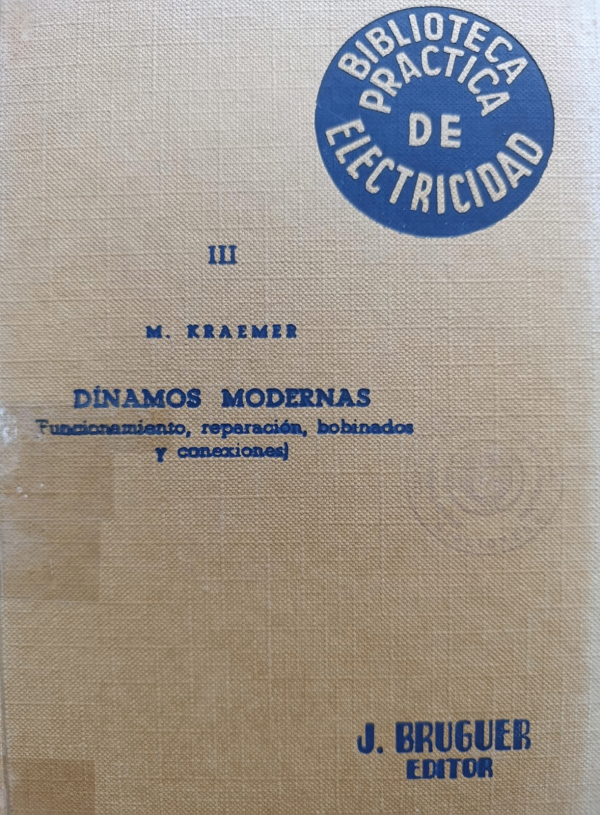 BIBLIOTECA
PRACTICA
DE
ELECTRICIDAD
III
M. KRAEMER
DÍNAMOS MODERNAS
Funcionamiento, reparación, bobinados
y conexiones)
J. BRUGUER
EDITOR